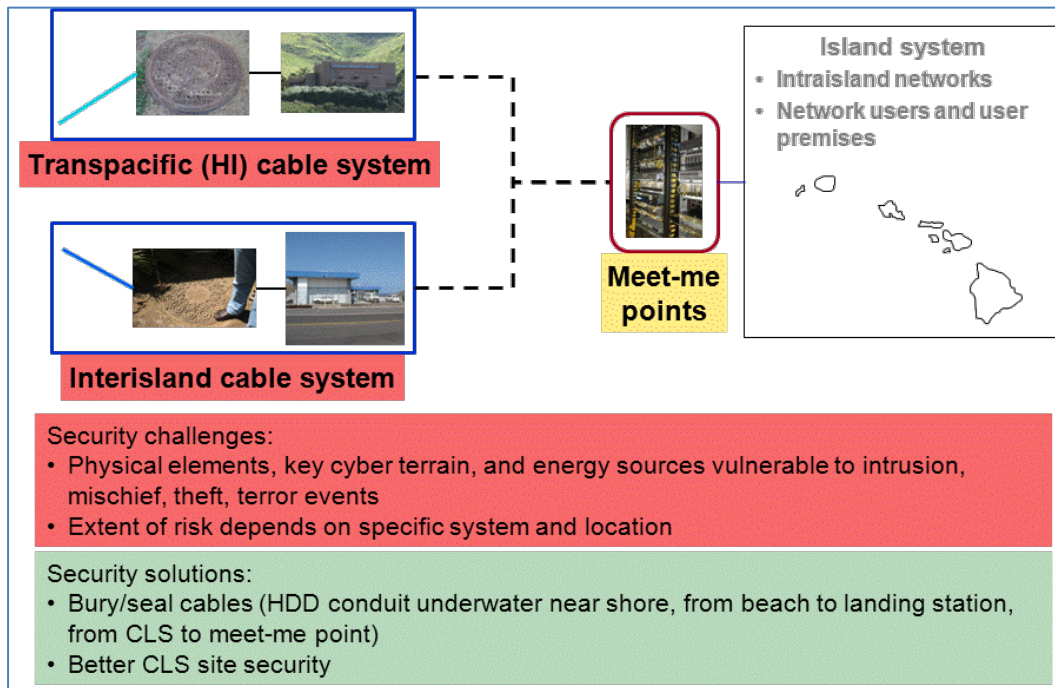 Island system
• Intraisland networks
• Network users and user
premises
Transpacific (HI) cable system
Meet-me
points
Interisland cable system
Security challenges:
• Physical elements, key cyber terrain, and energy sources vulnerable to intrusion,
mischief, theft, terror events
• Extent of risk depends on specific system and location
Security solutions:
• Bury/seal cables (HDD conduit underwater near shore, from beach to landing station,
from CLS to meet-me point)
• Better CLS site security